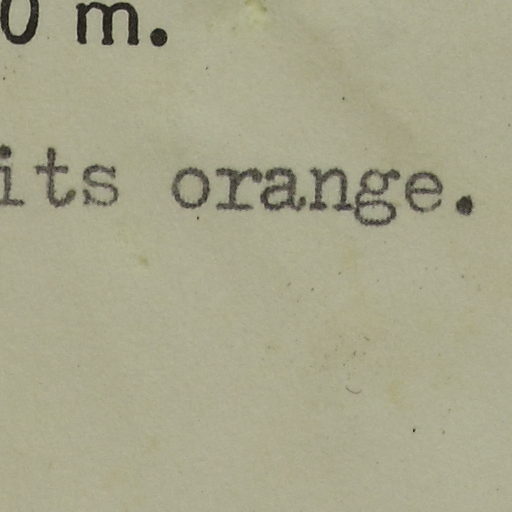 0 m.
its orange.